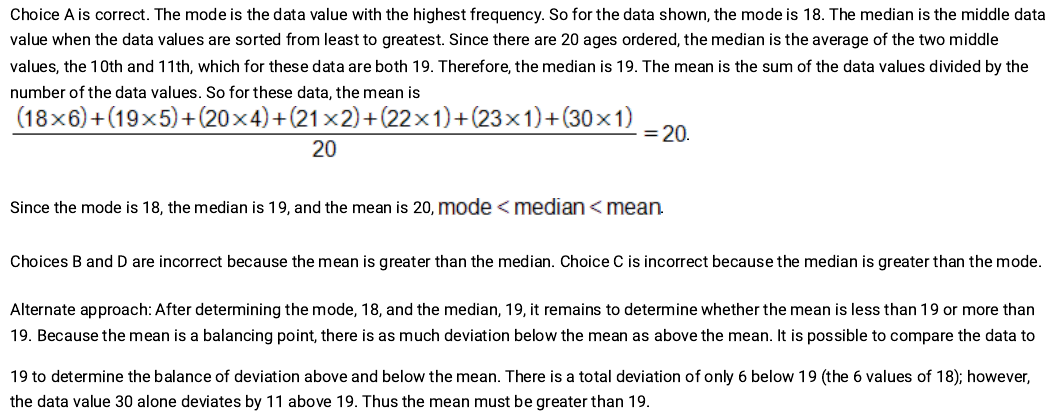 Choice A is correct. The mode is the data value with the highest frequency. So for the data shown, the mode is 18. The median is the middle data
value when the data values are sorted from least to greatest. Since there are 20 ages ordered, the median is the average of the two middle
values, the 10th and 11th, which for these data are both 19. Therefore, the median is 19. The mean is the sum of the data values divided by the
number of the data values. So for these data, the mean is
(18×6)+(19×5)+(20×4)+(21×2)+(22×1)+(23×1)+(30×1)
20
=20.
Since the mode is 18, the median is 19, and the mean is 20, mode < median < mean.
Choices B and D are incorrect because the mean is greater than the median. Choice C is incorrect because the median is greater than the mode.
Alternate approach: After determining the mode, 18, and the median, 19, it remains to determine whether the mean is less than 19 or more than
19. Because the mean is a balancing point, there is as much deviation below the mean as above the mean. It is possible to compare the data to
19 to determine the balance of deviation above and below the mean. There is a total deviation of only 6 below 19 (the 6 values of 18); however,
the data value 30 alone deviates by 11 above 19. Thus the mean must be greater than 19.